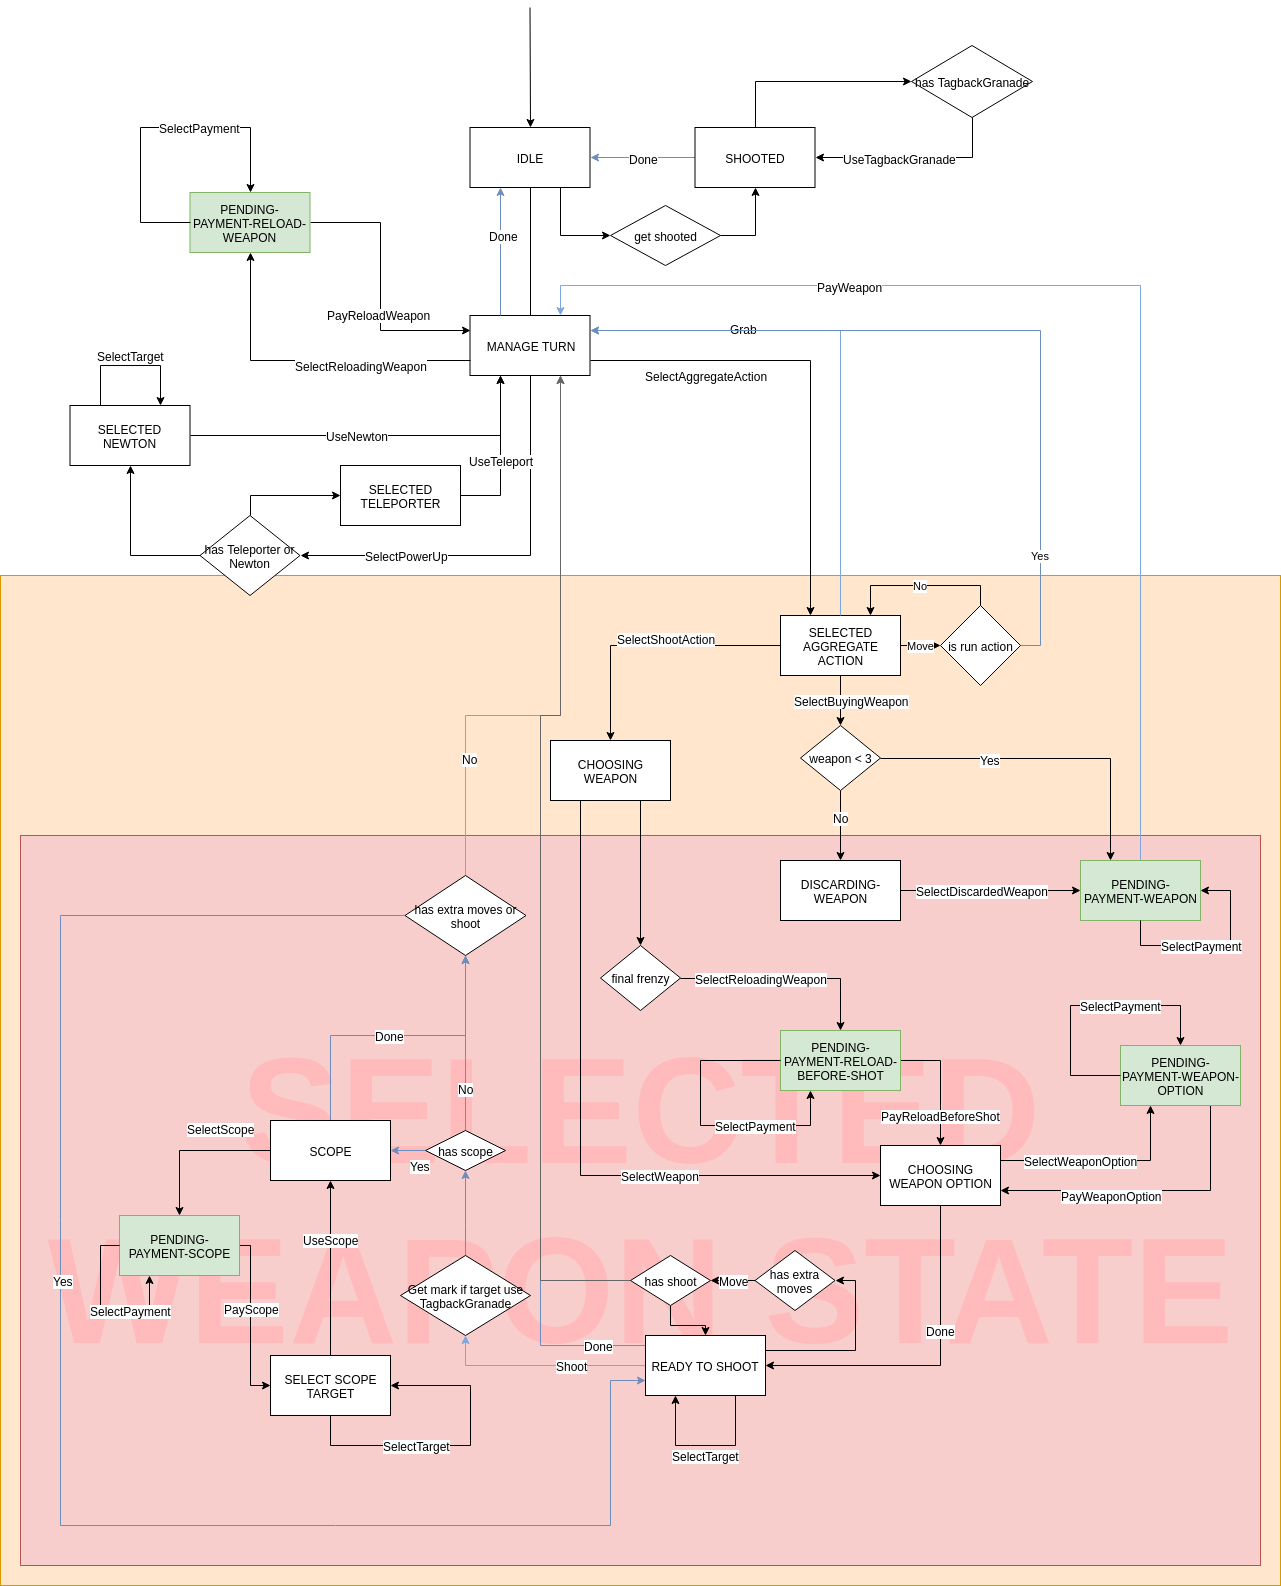 has TagbackGranade
SelectPayment
IDLE
Done
SHOOTED
UseTagbackGranade
PENDING-
PAYMENT-RELOAD-
WEAPON
Done
get shooted
PayWeapon
PayReloadWeapon
Grab
MANAGE TURN
SelectTarget
SelectReloadingWeapon
SelectAggregateAction
SELECTED
NEWTON
UseNewton
UseTeleport
SELECTED
TELEPORTER
has Teleporter or
Newton
SelectPowerUp
Yes
No
SelectShootAction
SELECTED
AGGREGATE
ACTION
Move
is run action
SelectBuyingWeapon
No
CHOOSING
WEAPON
weapon < 3
Yes
No
DISCARDING-
WEAPON
SelectDiscardedWeapon
PENDING-
PAYMENT-WEAPON
has extra moves or
shoot
SelectPayment
final frenzy
SelectReloadingWeapon
SelectPayment
Done
PENDING-
PAYMENT-RELOAD-
BEFORE-SHOT
PENDING-
PAYMENT-WEAPON-
OPTION
SELECTED
No
PayReloadBeforeShot
SelectPayment
SelectScope
SCOPE
has scope
Yes
SelectWeapon
CHOOSING
WEAPON OPTION
SelectWeaponOption
PayWeaponOption
PENDING-
PAYMENT-SCOPE
UseScope
WEAPON STATE
Yes
SelectPayment
PayScope
Get mark if target use
TagbackGranade
has shoot
Move
has extra
moves
Done
Done
Shoot
READY TO SHOOT
SELECT SCOPE
TARGET
SelectTarget
SelectTarget